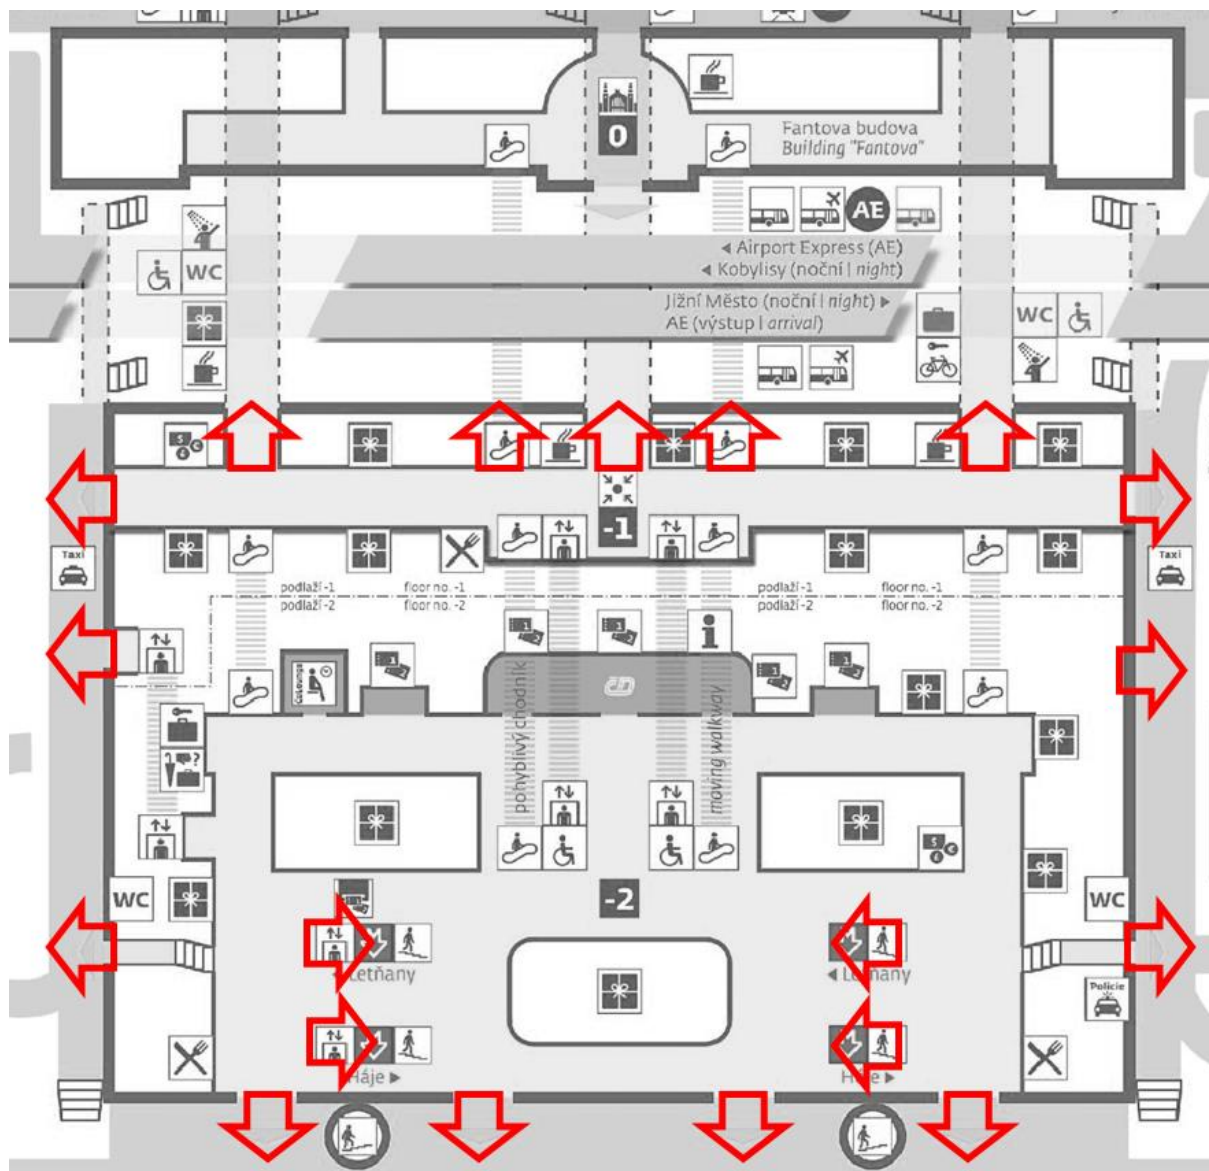 0
Fantova budova
Building "Fantova"
AE
◄ Airport Express (AE)
◄ Kobylisy (noční | night)
Jižní Město (noční | night) ►
AE (výstup | arrival)
WC
WC
-1
Taxi
Taxi
podlaží -1 floor no. -1
podlaží -2 floor no. -2
podlaží -1 floor no. -1
podlaží -2 floor no. -2
ČD Lounge
pohyblivý chodník
moving walkway
WC
-2
WC
◄ Letňany
◄ Letňany
Policie
Háje ►
Háje ►